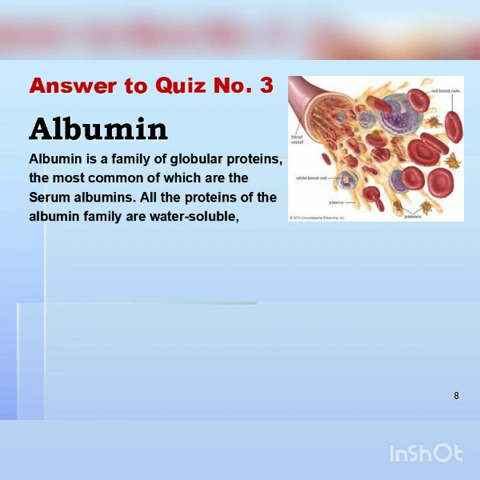 Answer to Quiz No. 3
Albumin
Albumin is a family of globular proteins,
the most common of which are the
Serum albumins. All the proteins of the
albumin family are water-soluble,
red blood cells
blood
vessel
white blood cell
plasma
platelets
8
InShOt